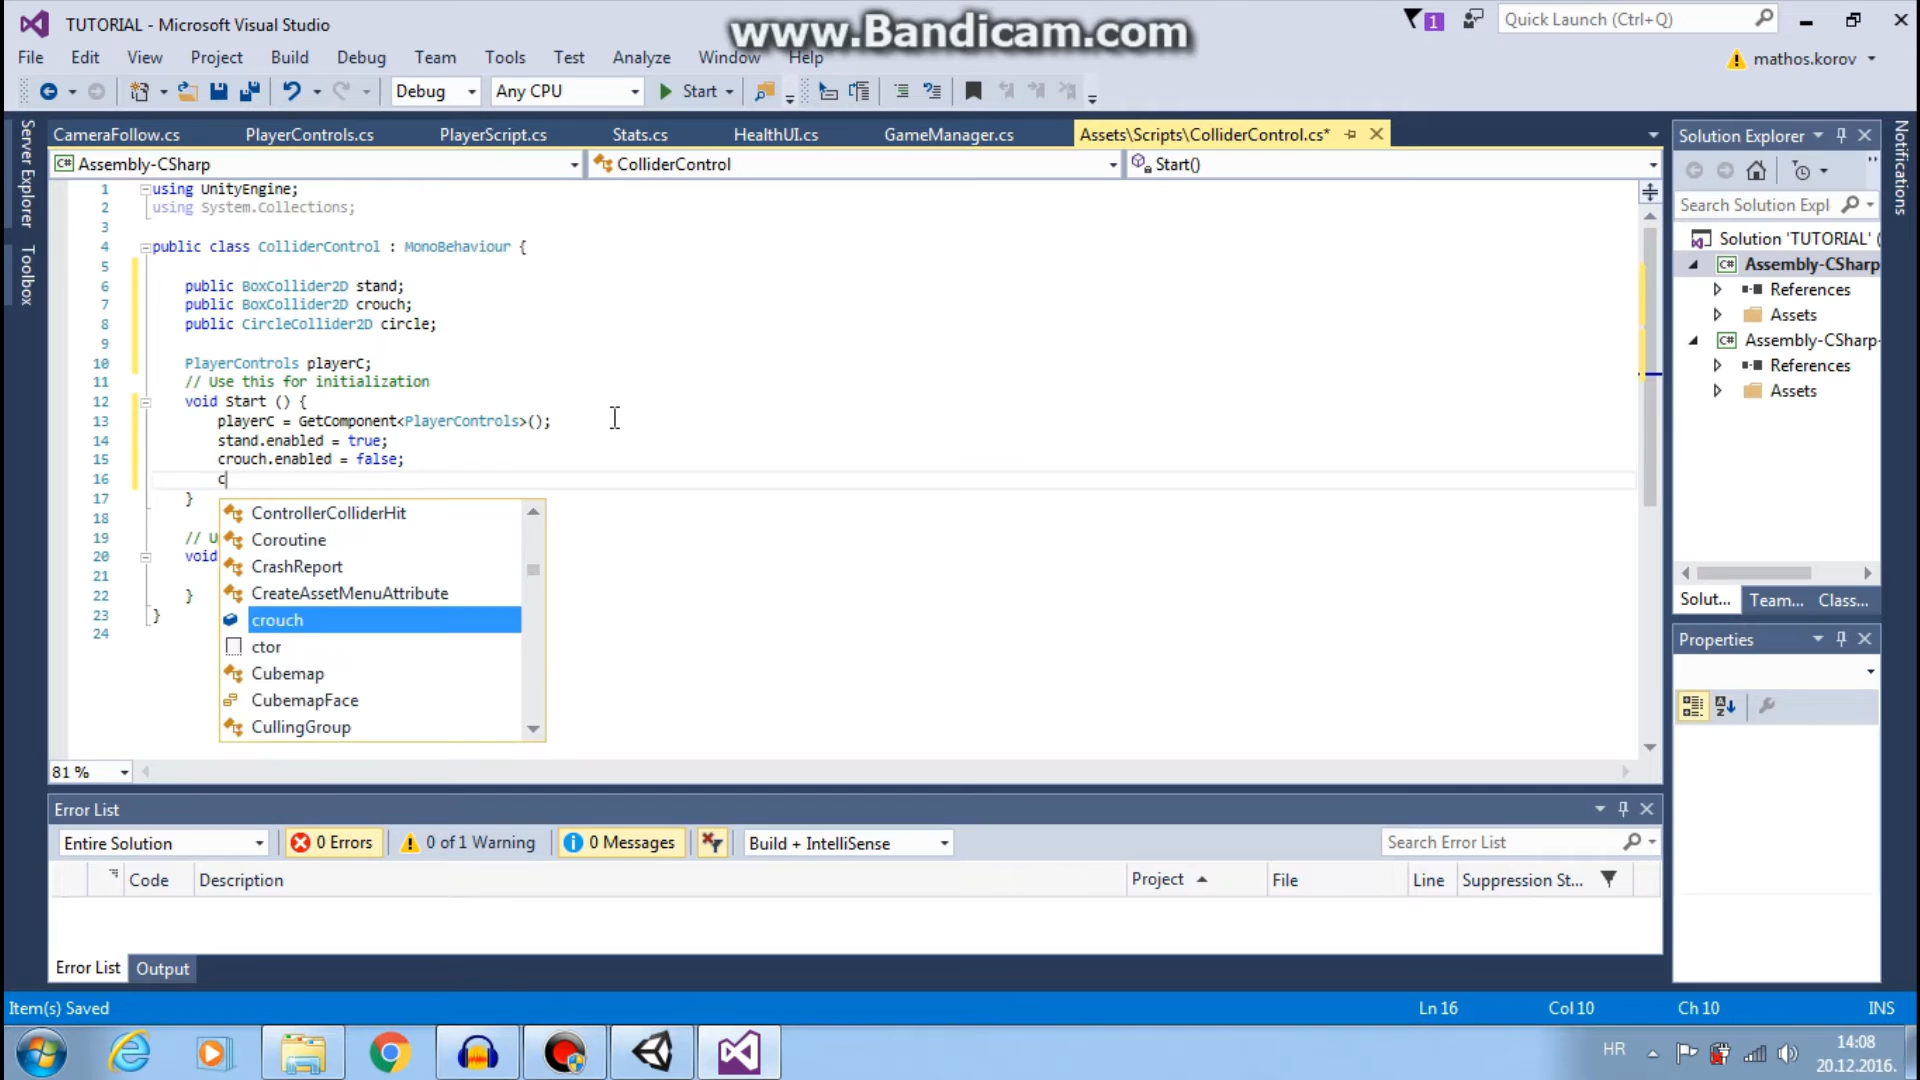 TUTORIAL - Microsoft Visual Studio
www.Bandicam.com
1
Quick Launch (Ctrl+Q)
File Edit View Project Build Debug Team Tools Test Analyze Window Help
mathos.korov
Debug Any CPU Start
Server Explorer
Toolbox
Notifications
CameraFollow.cs PlayerControls.cs PlayerScript.cs Stats.cs HealthUI.cs GameManager.cs Assets\Scripts\ColliderControl.cs*
C# Assembly-CSharp ColliderControl Start()
1 using UnityEngine;
2 using System.Collections;
3
4 public class ColliderControl : MonoBehaviour {
5
6 public BoxCollider2D stand;
7 public BoxCollider2D crouch;
8 public CircleCollider2D circle;
9
10 PlayerControls playerC;
11 // Use this for initialization
12 void Start () {
13 playerC = GetComponent<PlayerControls>();
14 stand.enabled = true;
15 crouch.enabled = false;
16 c
17 }
18
19 // U
20 void
21
22 }
23 }
24
ControllerColliderHit
Coroutine
CrashReport
CreateAssetMenuAttribute
crouch
ctor
Cubemap
CubemapFace
CullingGroup
81 %
Solution Explorer
Search Solution Expl
Solution 'TUTORIAL' (
C# Assembly-CSharp
References
Assets
C# Assembly-CSharp-
References
Assets
Solut... Team... Class...
Properties
Error List
Entire Solution 0 Errors 0 of 1 Warning 0 Messages Build + IntelliSense Search Error List
Code Description Project File Line Suppression St...
Error List Output
Item(s) Saved Ln 16 Col 10 Ch 10 INS
HR
14:08
20.12.2016.